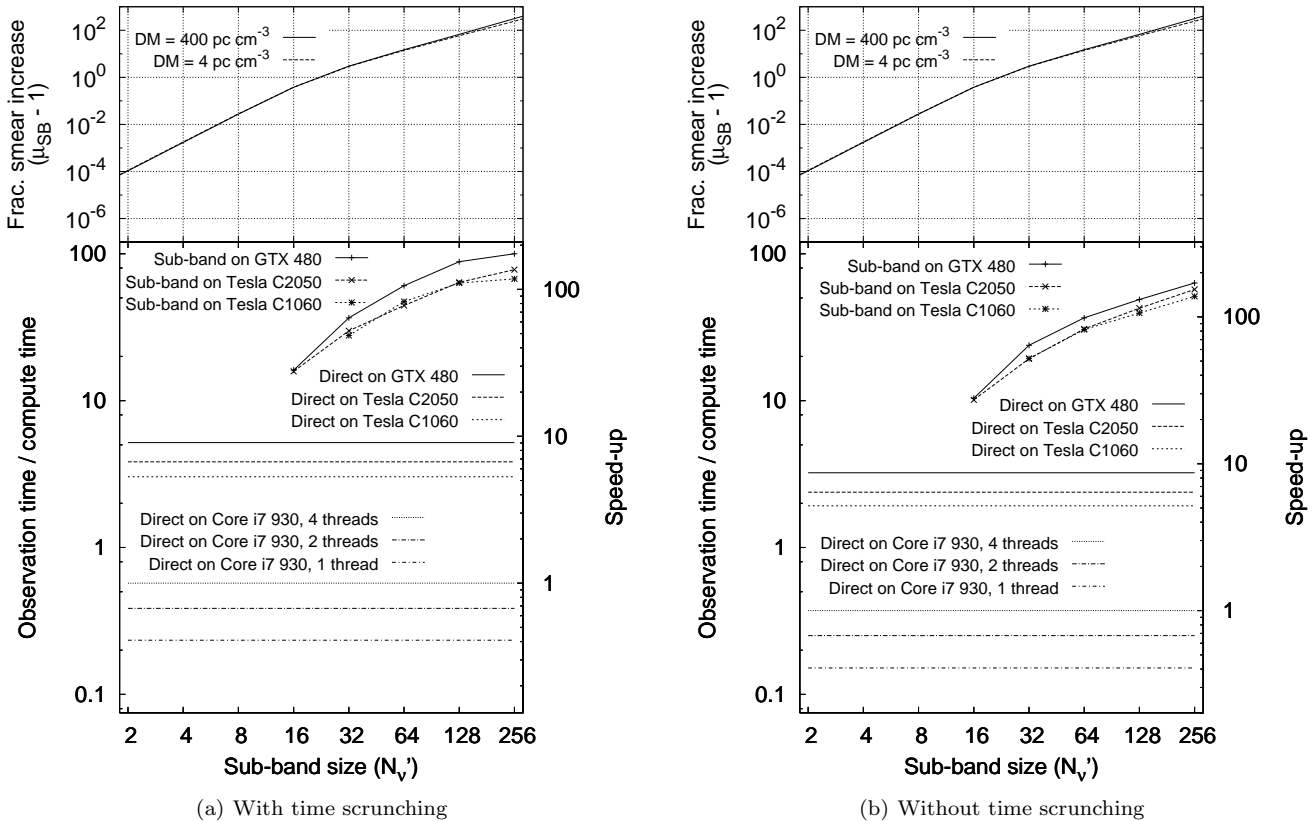 Frac. smear increase
(μSB - 1)
10^2
10^0
10^-2
10^-4
10^-6
DM = 400 pc cm^-3
DM = 4 pc cm^-3
Observation time / compute time
100
10
1
0.1
Sub-band on GTX 480
Sub-band on Tesla C2050
Sub-band on Tesla C1060
Direct on GTX 480
Direct on Tesla C2050
Direct on Tesla C1060
Direct on Core i7 930, 4 threads
Direct on Core i7 930, 2 threads
Direct on Core i7 930, 1 thread
100
10
1
Speed-up
2 4 8 16 32 64 128 256
Sub-band size (Nν')
(a) With time scrunching
Frac. smear increase
(μSB - 1)
10^2
10^0
10^-2
10^-4
10^-6
DM = 400 pc cm^-3
DM = 4 pc cm^-3
Observation time / compute time
100
10
1
0.1
Sub-band on GTX 480
Sub-band on Tesla C2050
Sub-band on Tesla C1060
Direct on GTX 480
Direct on Tesla C2050
Direct on Tesla C1060
Direct on Core i7 930, 4 threads
Direct on Core i7 930, 2 threads
Direct on Core i7 930, 1 thread
100
10
1
Speed-up
2 4 8 16 32 64 128 256
Sub-band size (Nν')
(b) Without time scrunching